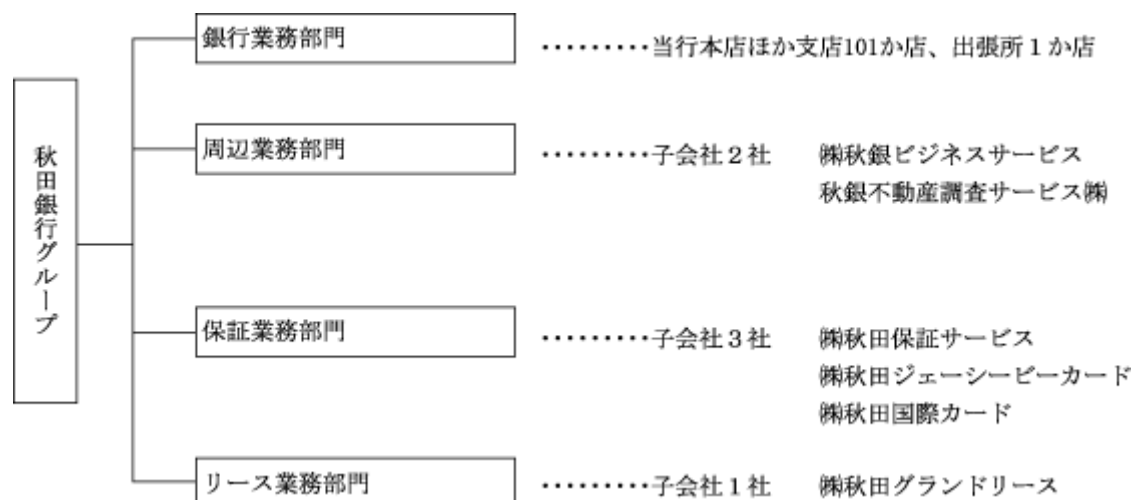 秋田銀行グループ
銀行業務部門 ･････････当行本店ほか支店101か店、出張所１か店
周辺業務部門 ･････････子会社２社 ㈱秋銀ビジネスサービス
秋銀不動産調査サービス㈱
保証業務部門 ･････････子会社３社 ㈱秋田保証サービス
㈱秋田ジェーシービーカード
㈱秋田国際カード
リース業務部門 ･････････子会社１社 ㈱秋田グランドリース